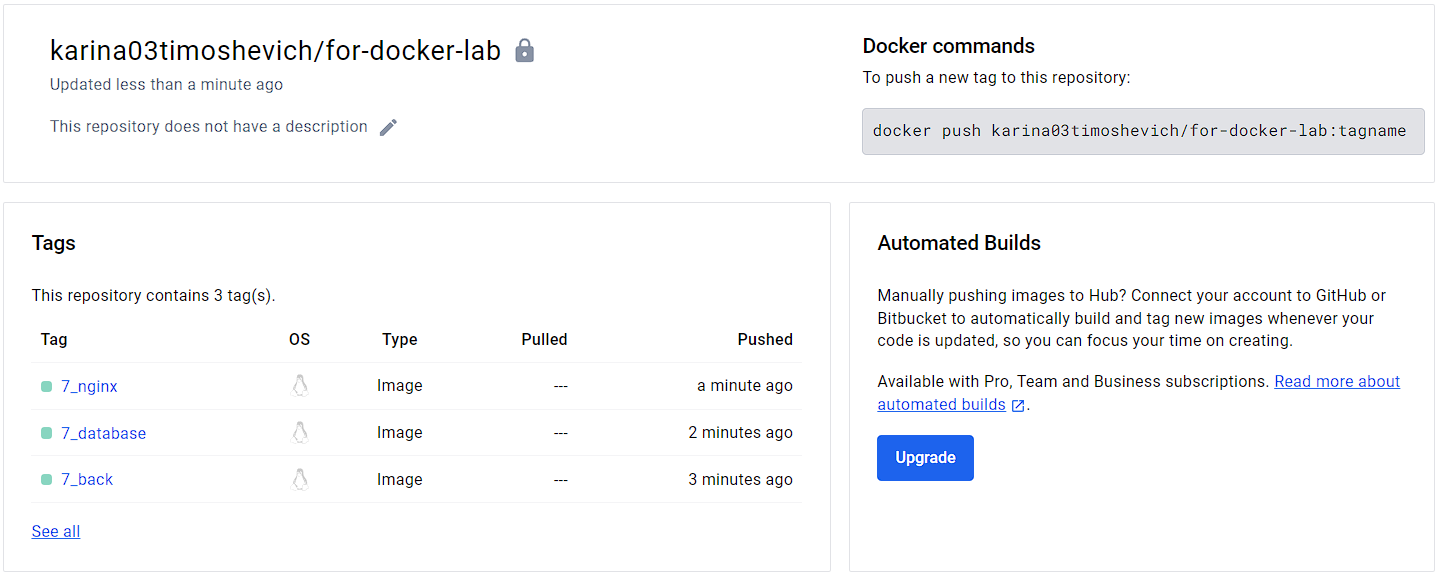 karina03timoshevich/for-docker-lab
Updated less than a minute ago
This repository does not have a description
Docker commands
To push a new tag to this repository:
docker push karina03timoshevich/for-docker-lab:tagname
Tags
This repository contains 3 tag(s).
Tag OS Type Pulled Pushed
7_nginx Image --- a minute ago
7_database Image --- 2 minutes ago
7_back Image --- 3 minutes ago
See all
Automated Builds
Manually pushing images to Hub? Connect your account to GitHub or
Bitbucket to automatically build and tag new images whenever your
code is updated, so you can focus your time on creating.
Available with Pro, Team and Business subscriptions. Read more about
automated builds.
Upgrade